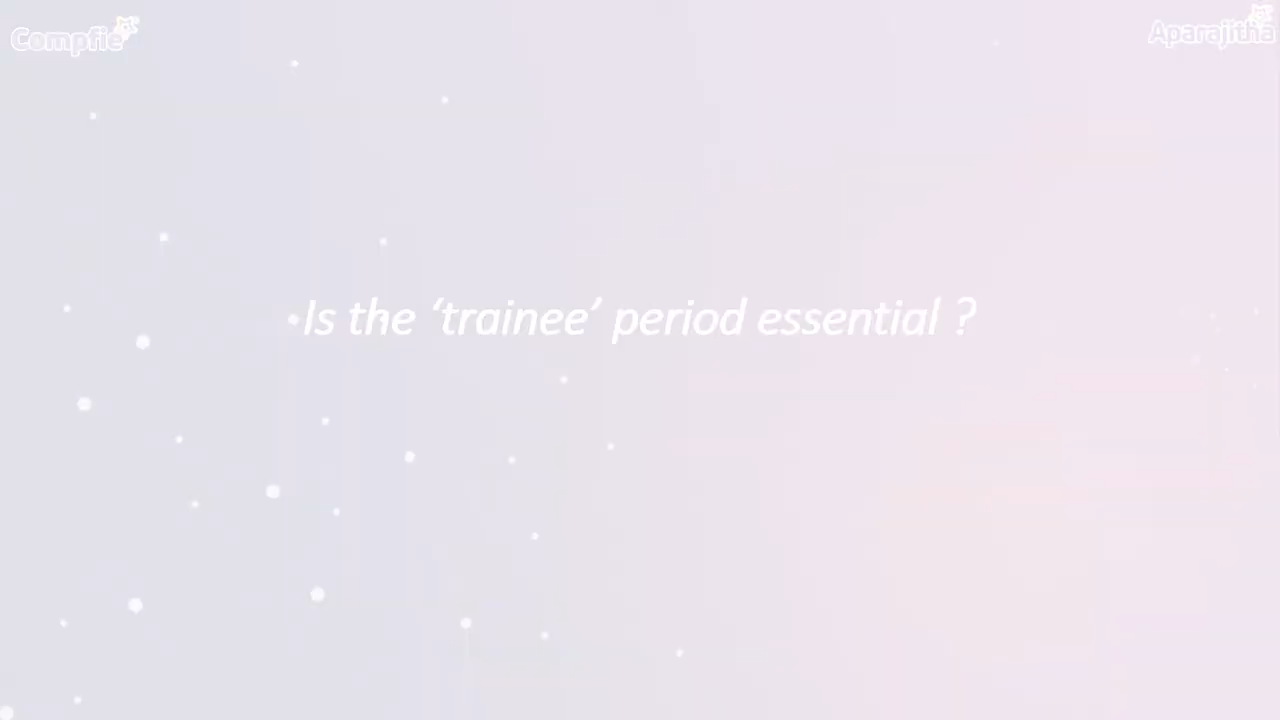 Compfie
Aparajitha
Is the ‘trainee’ period essential ?